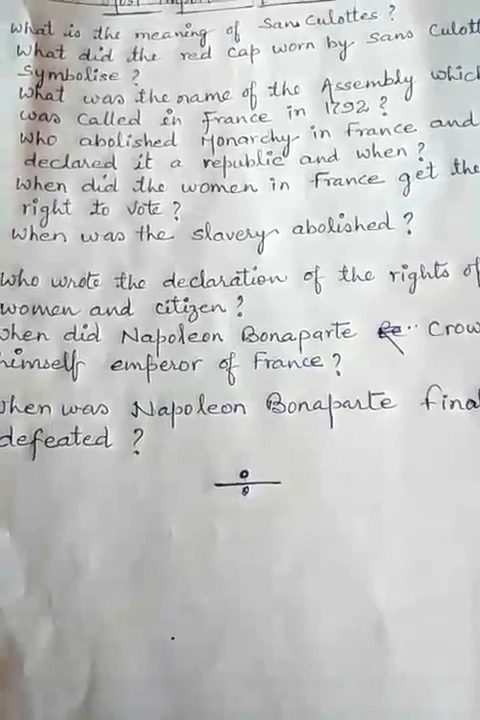 What is the meaning of Sans Culottes ?
What did the red cap worn by Sans Culott
Symbolise ?
What was the name of the Assembly which
was called in france in 1792 ?
Who abolished Monarchy in France and
declared it a republic and when ?
When did the women in france get the
right to vote ?
When was the slavery abolished ?
Who wrote the declaration of the rights of
women and citizen ?
When did Napoleon Bonaparte Crow
himself emperor of France ?
When was Napoleon Bonaparte final
defeated ?